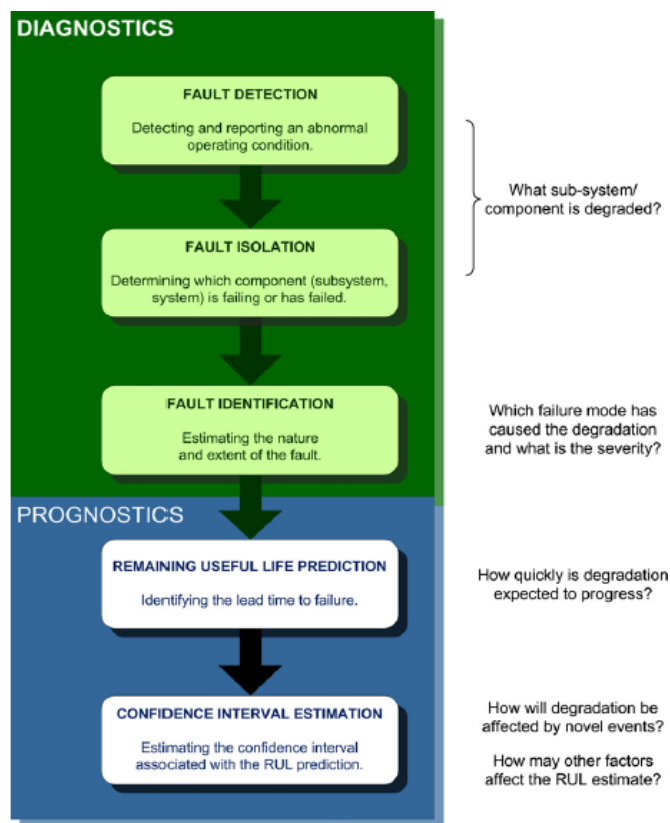 DIAGNOSTICS
FAULT DETECTION
Detecting and reporting an abnormal
operating condition.
What sub-system/
component is degraded?
FAULT ISOLATION
Determining which component (subsystem,
system) is failing or has failed.
FAULT IDENTIFICATION
Estimating the nature
and extent of the fault.
Which failure mode has
caused the degradation
and what is the severity?
PROGNOSTICS
REMAINING USEFUL LIFE PREDICTION
Identifying the lead time to failure.
How quickly is degradation
expected to progress?
CONFIDENCE INTERVAL ESTIMATION
Estimating the confidence interval
associated with the RUL prediction.
How will degradation be
affected by novel events?
How may other factors
affect the RUL estimate?